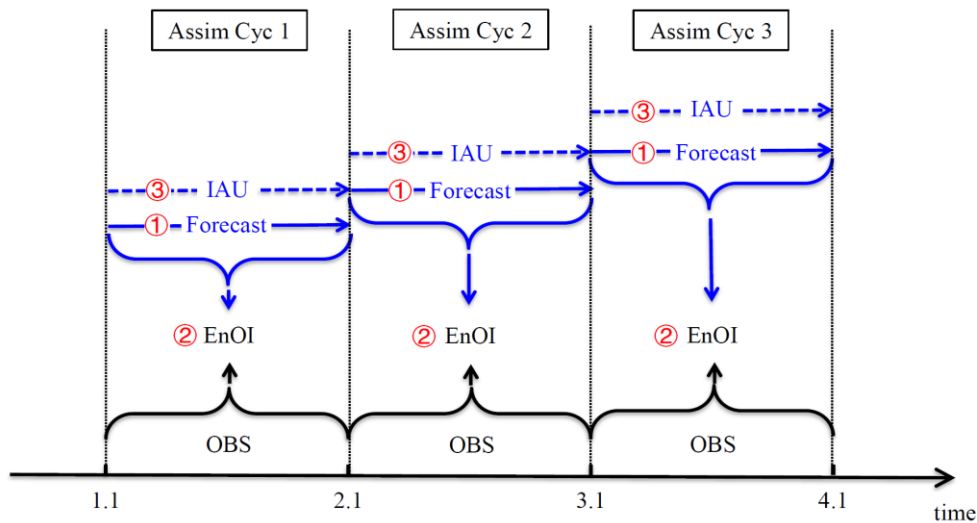 Assim Cyc 1 Assim Cyc 2 Assim Cyc 3
③ IAU
① Forecast
③ IAU
① Forecast
③ IAU
① Forecast
② EnOI ② EnOI ② EnOI
OBS OBS OBS
1.1 2.1 3.1 4.1
time